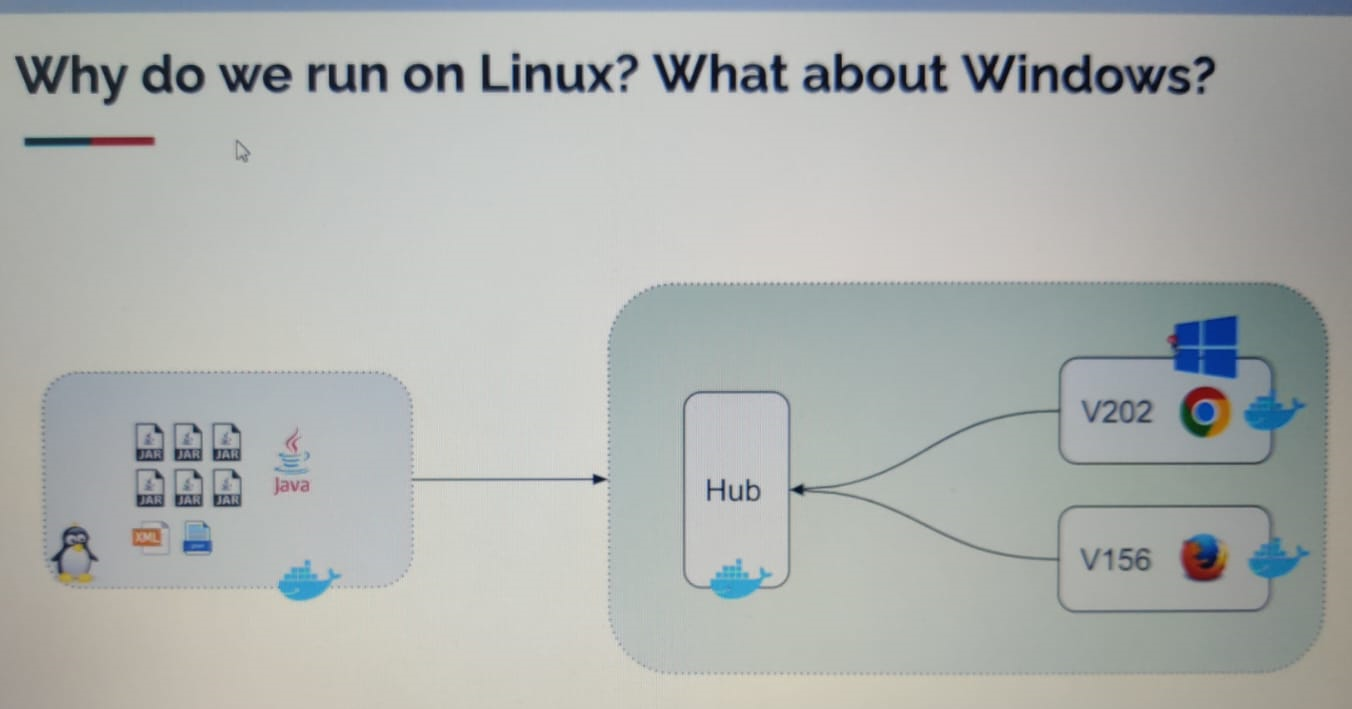 Why do we run on Linux? What about Windows?
JAR JAR JAR
JAR JAR JAR
Java
XML
Hub
V202
V156